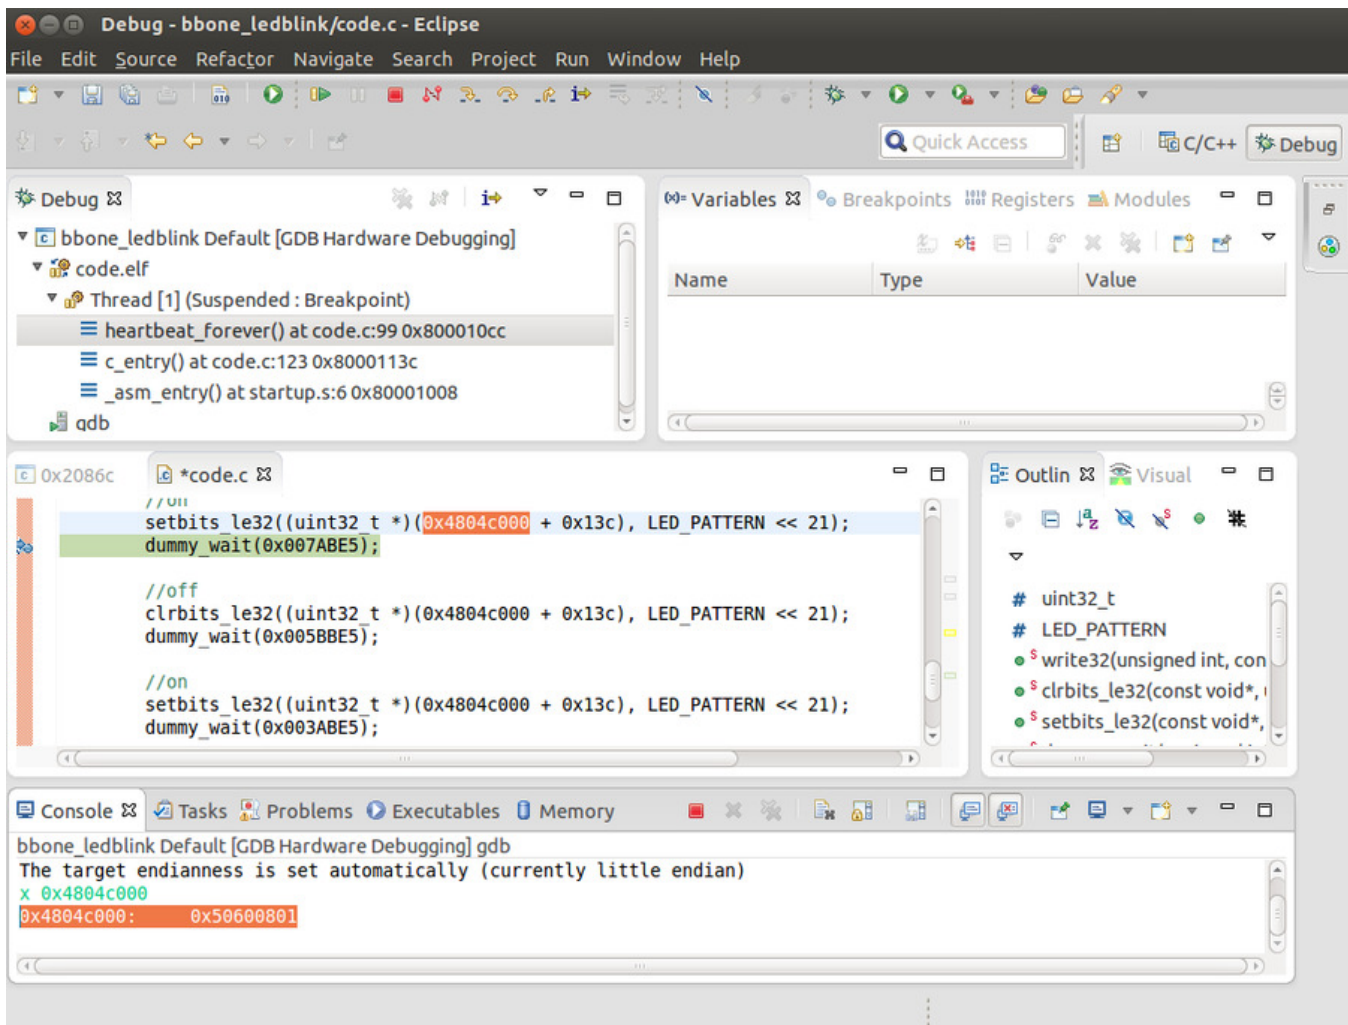 Debug - bbone_ledblink/code.c - Eclipse
File Edit Source Refactor Navigate Search Project Run Window Help
Quick Access
C/C++
Debug
Debug
bbone_ledblink Default [GDB Hardware Debugging]
code.elf
Thread [1] (Suspended : Breakpoint)
heartbeat_forever() at code.c:99 0x800010cc
c_entry() at code.c:123 0x8000113c
_asm_entry() at startup.s:6 0x80001008
gdb
(x)= Variables Breakpoints Registers Modules
Name Type Value
0x2086c *code.c
//on
setbits_le32((uint32_t *)(0x4804c000 + 0x13c), LED_PATTERN << 21);
dummy_wait(0x007ABE5);
//off
clrbits_le32((uint32_t *)(0x4804c000 + 0x13c), LED_PATTERN << 21);
dummy_wait(0x005BBE5);
//on
setbits_le32((uint32_t *)(0x4804c000 + 0x13c), LED_PATTERN << 21);
dummy_wait(0x003ABE5);
Outlin Visual
# uint32_t
# LED_PATTERN
S write32(unsigned int, con
S clrbits_le32(const void*,
S setbits_le32(const void*,
Console Tasks Problems Executables Memory
bbone_ledblink Default [GDB Hardware Debugging] gdb
The target endianness is set automatically (currently little endian)
x 0x4804c000
0x4804c000: 0x50600801